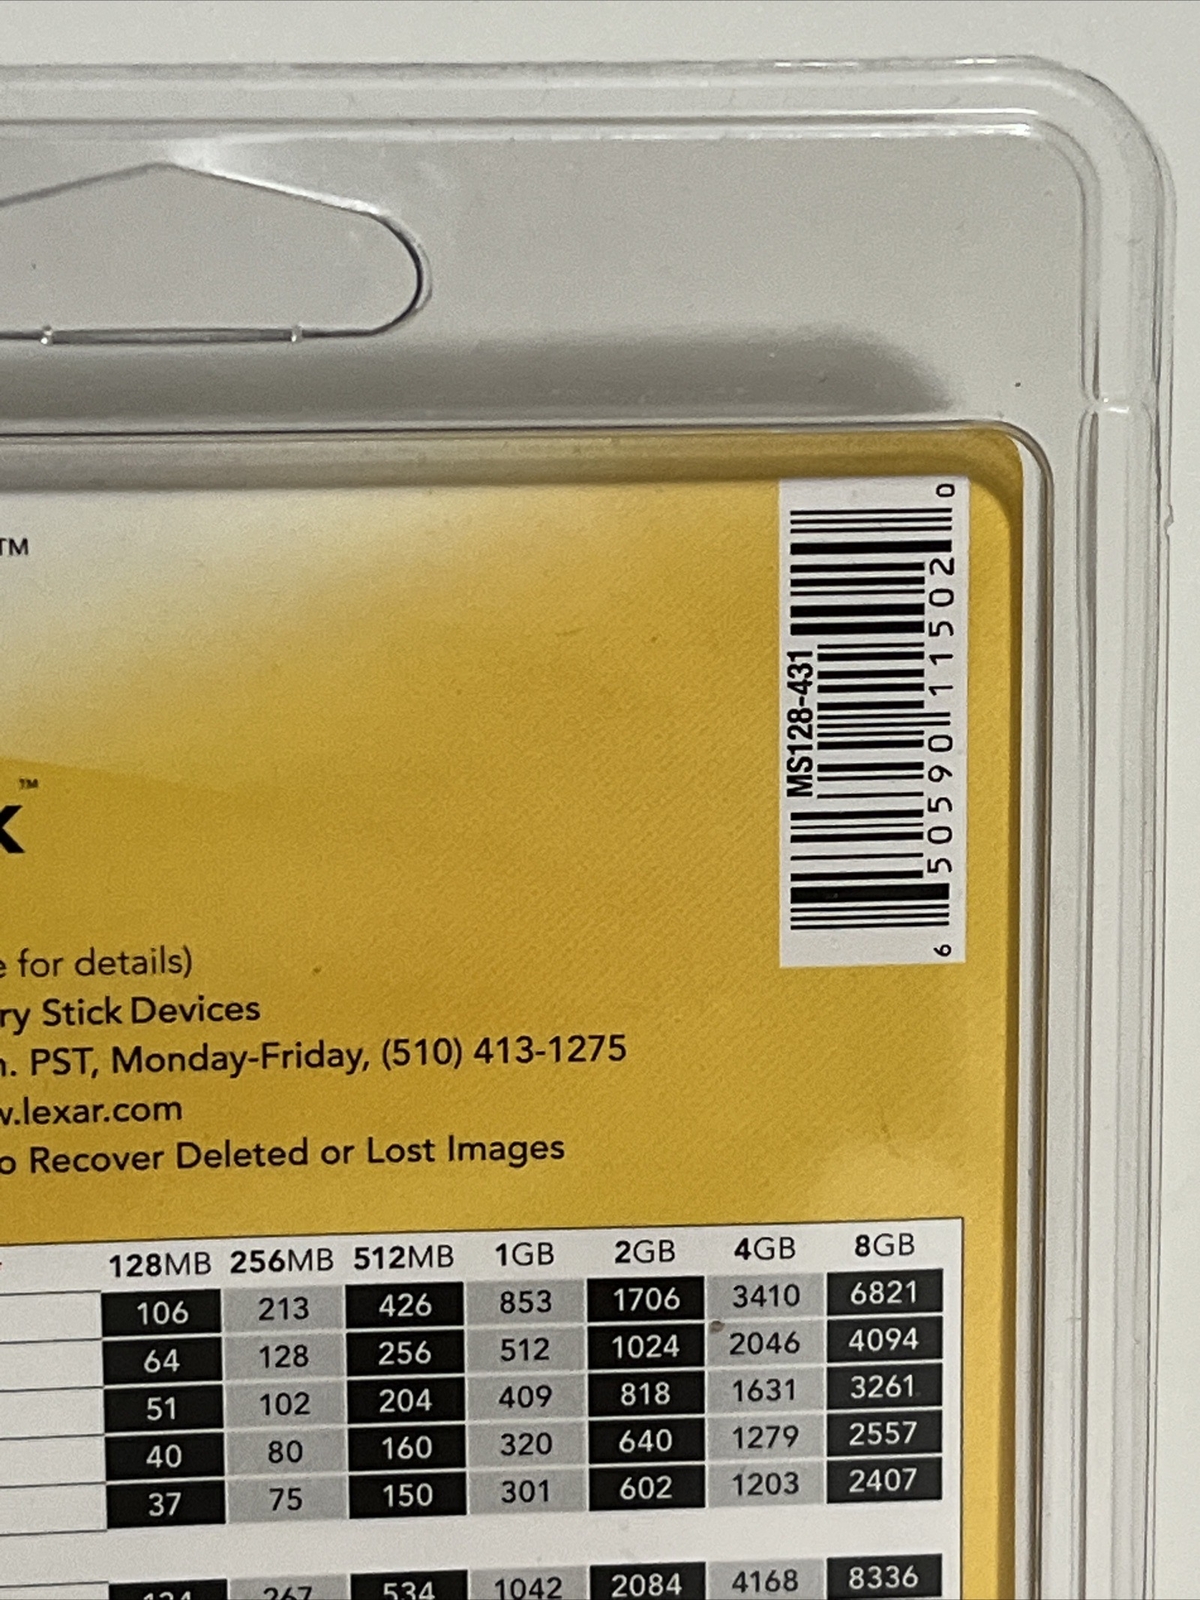 TM
TM
MS128-431
6 50590 11502 0
for details)
Stick Devices
PST, Monday-Friday, (510) 413-1275
.lexar.com
Recover Deleted or Lost Images
128MB 256MB 512MB 1GB 2GB 4GB 8GB
106 213 426 853 1706 3410 6821
64 128 256 512 1024 2046 4094
51 102 204 409 818 1631 3261
40 80 160 320 640 1279 2557
37 75 150 301 602 1203 2407
267 534 1042 2084 4168 8336